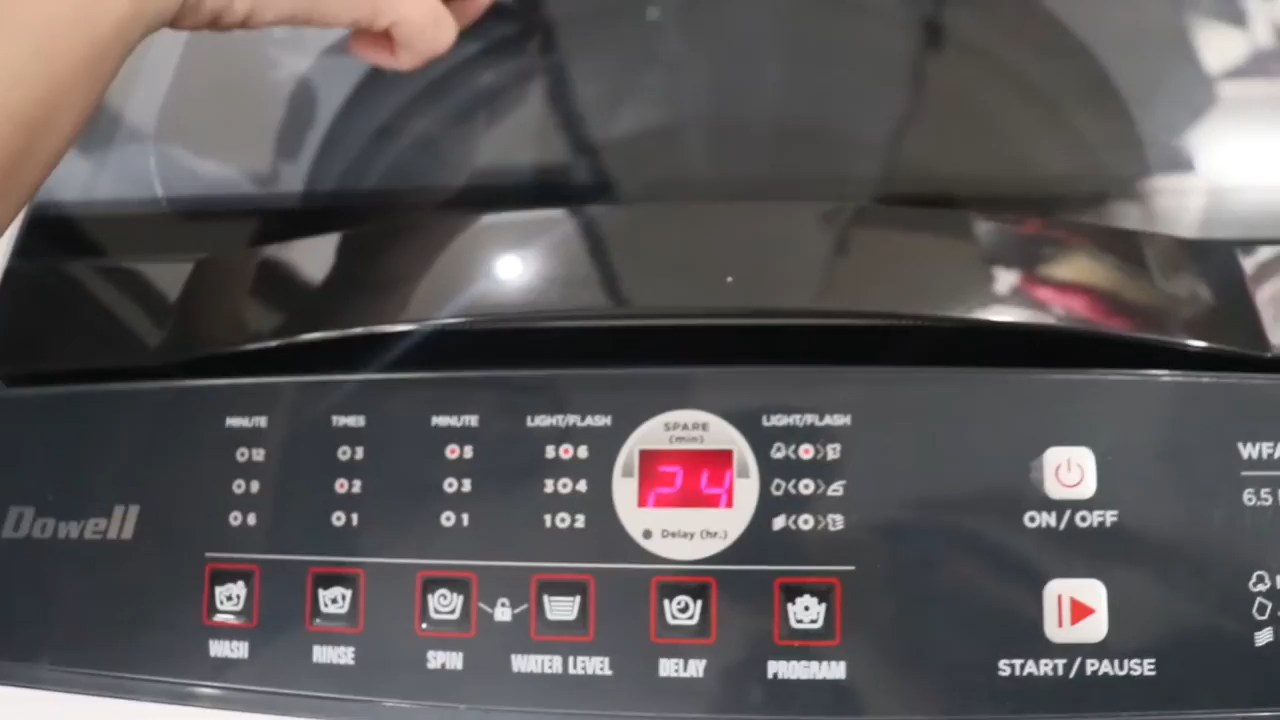 MINUTE TIMES MINUTE LIGHT/FLASH SPARE LIGHT/FLASH
(min)
12 3 5 5 6
9 2 3 3 4 24
6 1 1 1 2
Delay (hr.)
Dowell
WASH RINSE SPIN WATER LEVEL DELAY PROGRAM
ON/OFF
START/PAUSE
6.5